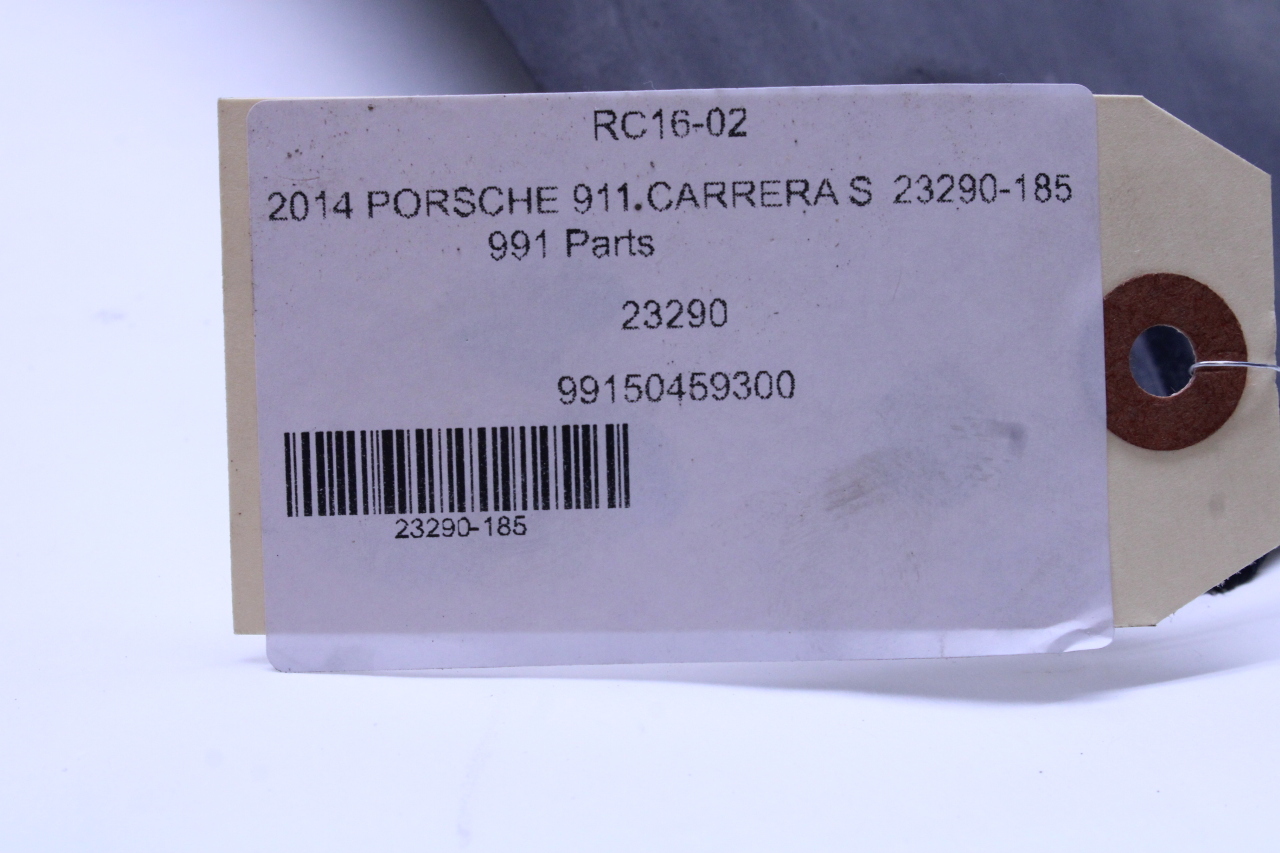 RC16-02
2014 PORSCHE 911.CARRERA S 23290-185
991 Parts
23290
99150459300
23290-185